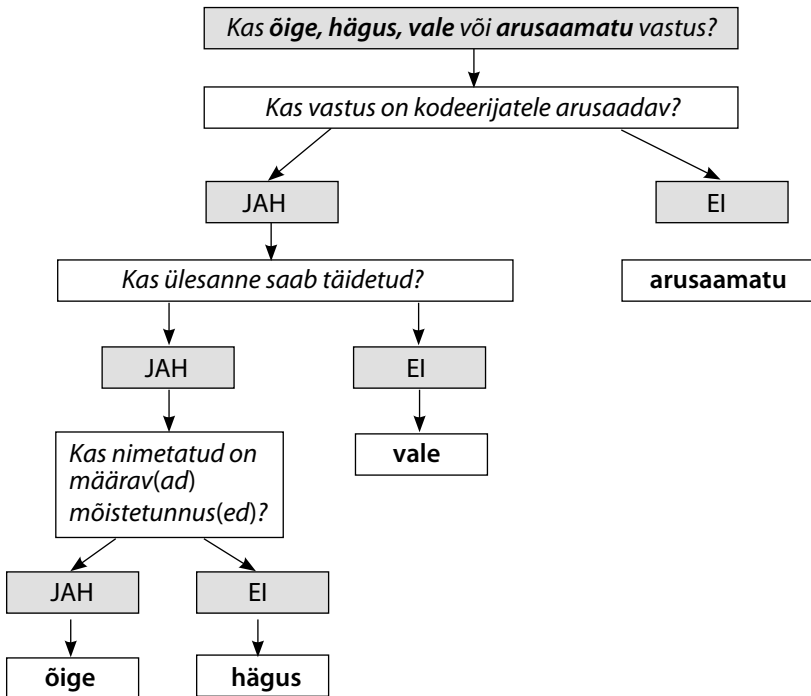 Kas õige, hägus, vale või arusaamatu vastus?
Kas vastus on kodeerijatele arusaadav?
JAH
EI
Kas ülesanne saab täidetud?
arusaamatu
JAH
EI
Kas nimetatud on
määrav(ad)
mõistetunnus(ed)?
vale
JAH
EI
õige
hägus